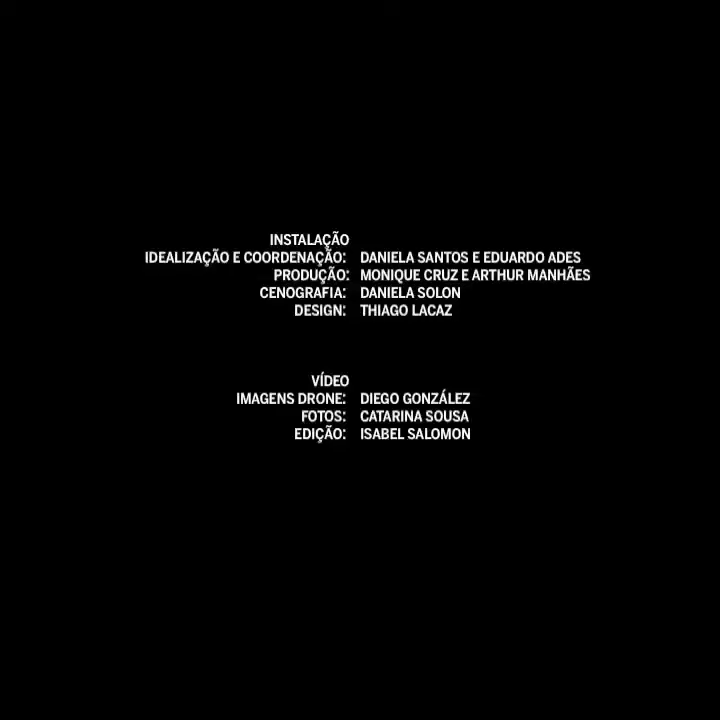 INSTALAÇÃO
IDEALIZAÇÃO E COORDENAÇÃO: DANIELA SANTOS E EDUARDO ADES
PRODUÇÃO: MONIQUE CRUZ E ARTHUR MANHÃES
CENOGRAFIA: DANIELA SOLON
DESIGN: THIAGO LACAZ
VÍDEO
IMAGENS DRONE: DIEGO GONZÁLEZ
FOTOS: CATARINA SOUSA
EDIÇÃO: ISABEL SALOMON